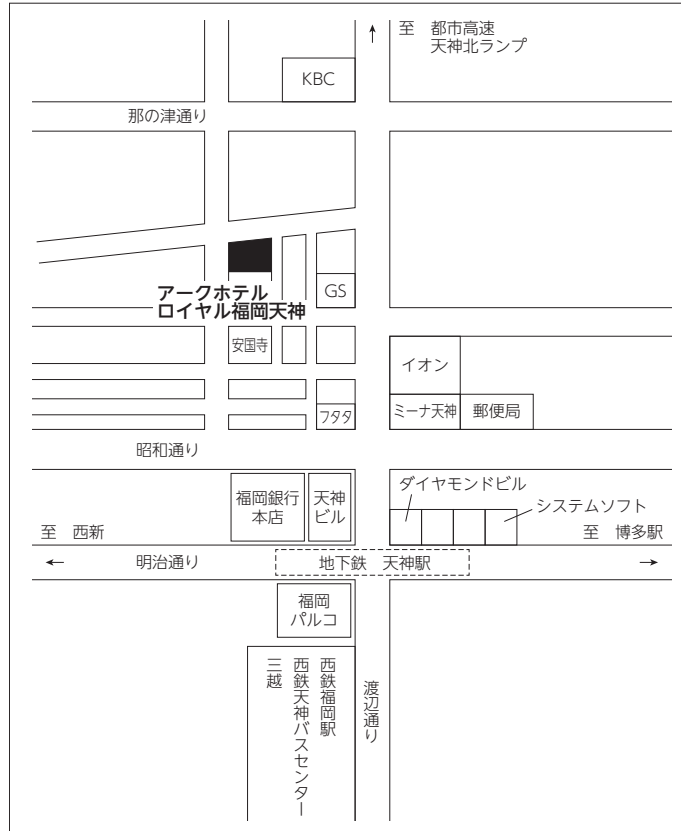 至　都市高速
天神北ランプ
KBC
那の津通り
アークホテル
ロイヤル福岡天神
GS
安国寺
イオン
フタタ
ミーナ天神
郵便局
昭和通り
福岡銀行
本店
天神
ビル
ダイヤモンドビル
システムソフト
至　西新
至　博多駅
明治通り
地下鉄　天神駅
福岡
パルコ
西鉄福岡駅
西鉄天神バスセンター
三越
渡辺通り